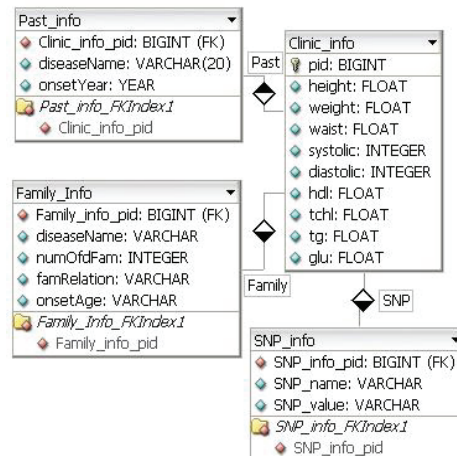 Past_info
Clinic_info_pid: BIGINT (FK)
diseaseName: VARCHAR(20)
onsetYear: YEAR
Past_info_FKIndex1
Clinic_info_pid
Past
Clinic_info
pid: BIGINT
height: FLOAT
weight: FLOAT
waist: FLOAT
systolic: INTEGER
diastolic: INTEGER
hdl: FLOAT
tchl: FLOAT
tg: FLOAT
glu: FLOAT
Family_Info
Family_info_pid: BIGINT (FK)
diseaseName: VARCHAR
numOfdFam: INTEGER
famRelation: VARCHAR
onsetAge: VARCHAR
Family_Info_FKIndex1
Family_info_pid
Family
SNP
SNP_info
SNP_info_pid: BIGINT (FK)
SNP_name: VARCHAR
SNP_value: VARCHAR
SNP_info_FKIndex1
SNP_info_pid